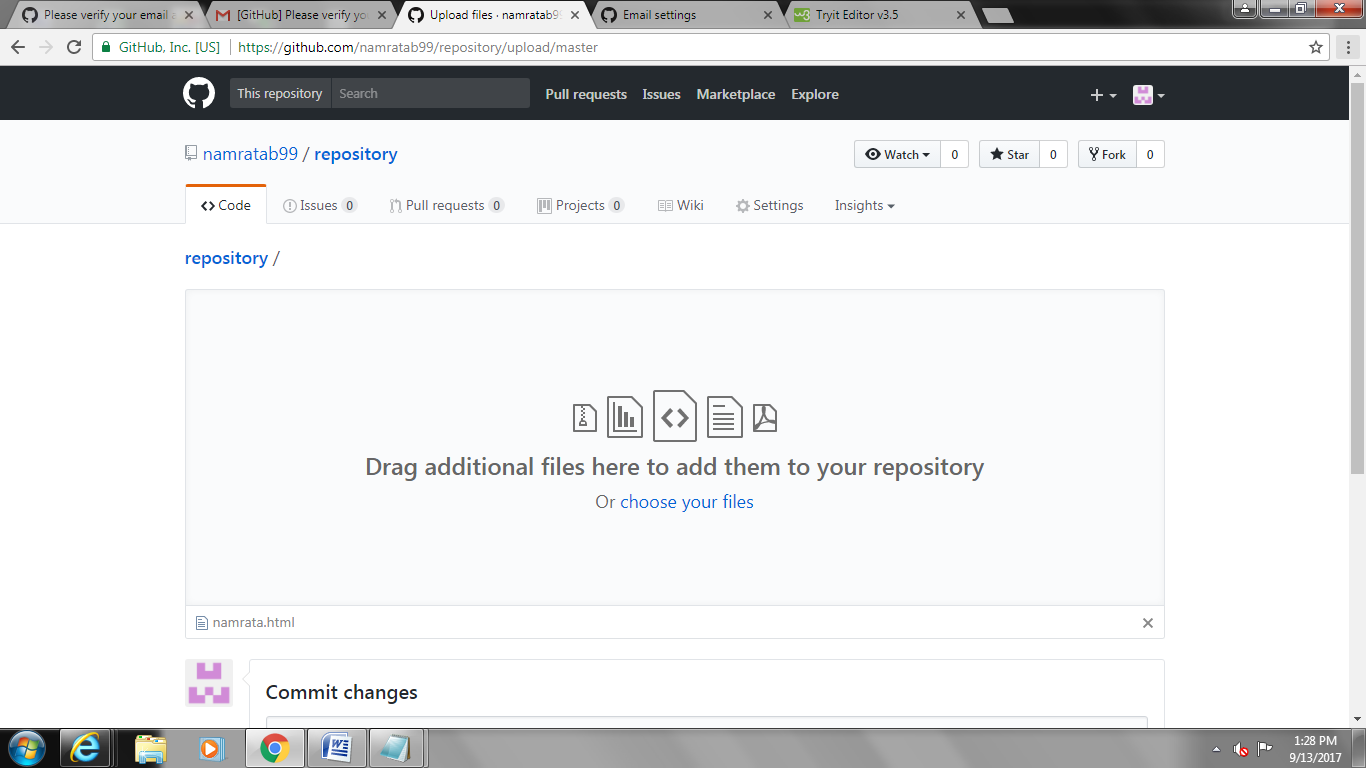 Please verify your email a
[GitHub] Please verify yo
Upload files · namratab99
Email settings
Tryit Editor v3.5
GitHub, Inc. [US] https://github.com/namratab99/repository/upload/master
This repository Search Pull requests Issues Marketplace Explore
namratab99 / repository
Watch 0 Star 0 Fork 0
Code Issues 0 Pull requests 0 Projects 0 Wiki Settings Insights
repository /
Drag additional files here to add them to your repository
Or choose your files
namrata.html
Commit changes
1:28 PM
9/13/2017